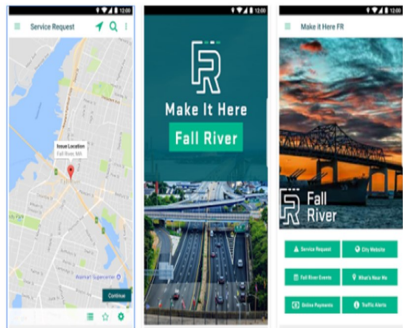 12:00
Service Request
Issue Location
Fall River MA
Walmart Supercenter
Continue
12:00
FR
Make It Here
Fall River
12:00
Make it Here FR
FR Fall
River
Service Request
City Website
Fall River Events
What's Near Me
Online Payments
Traffic Alerts